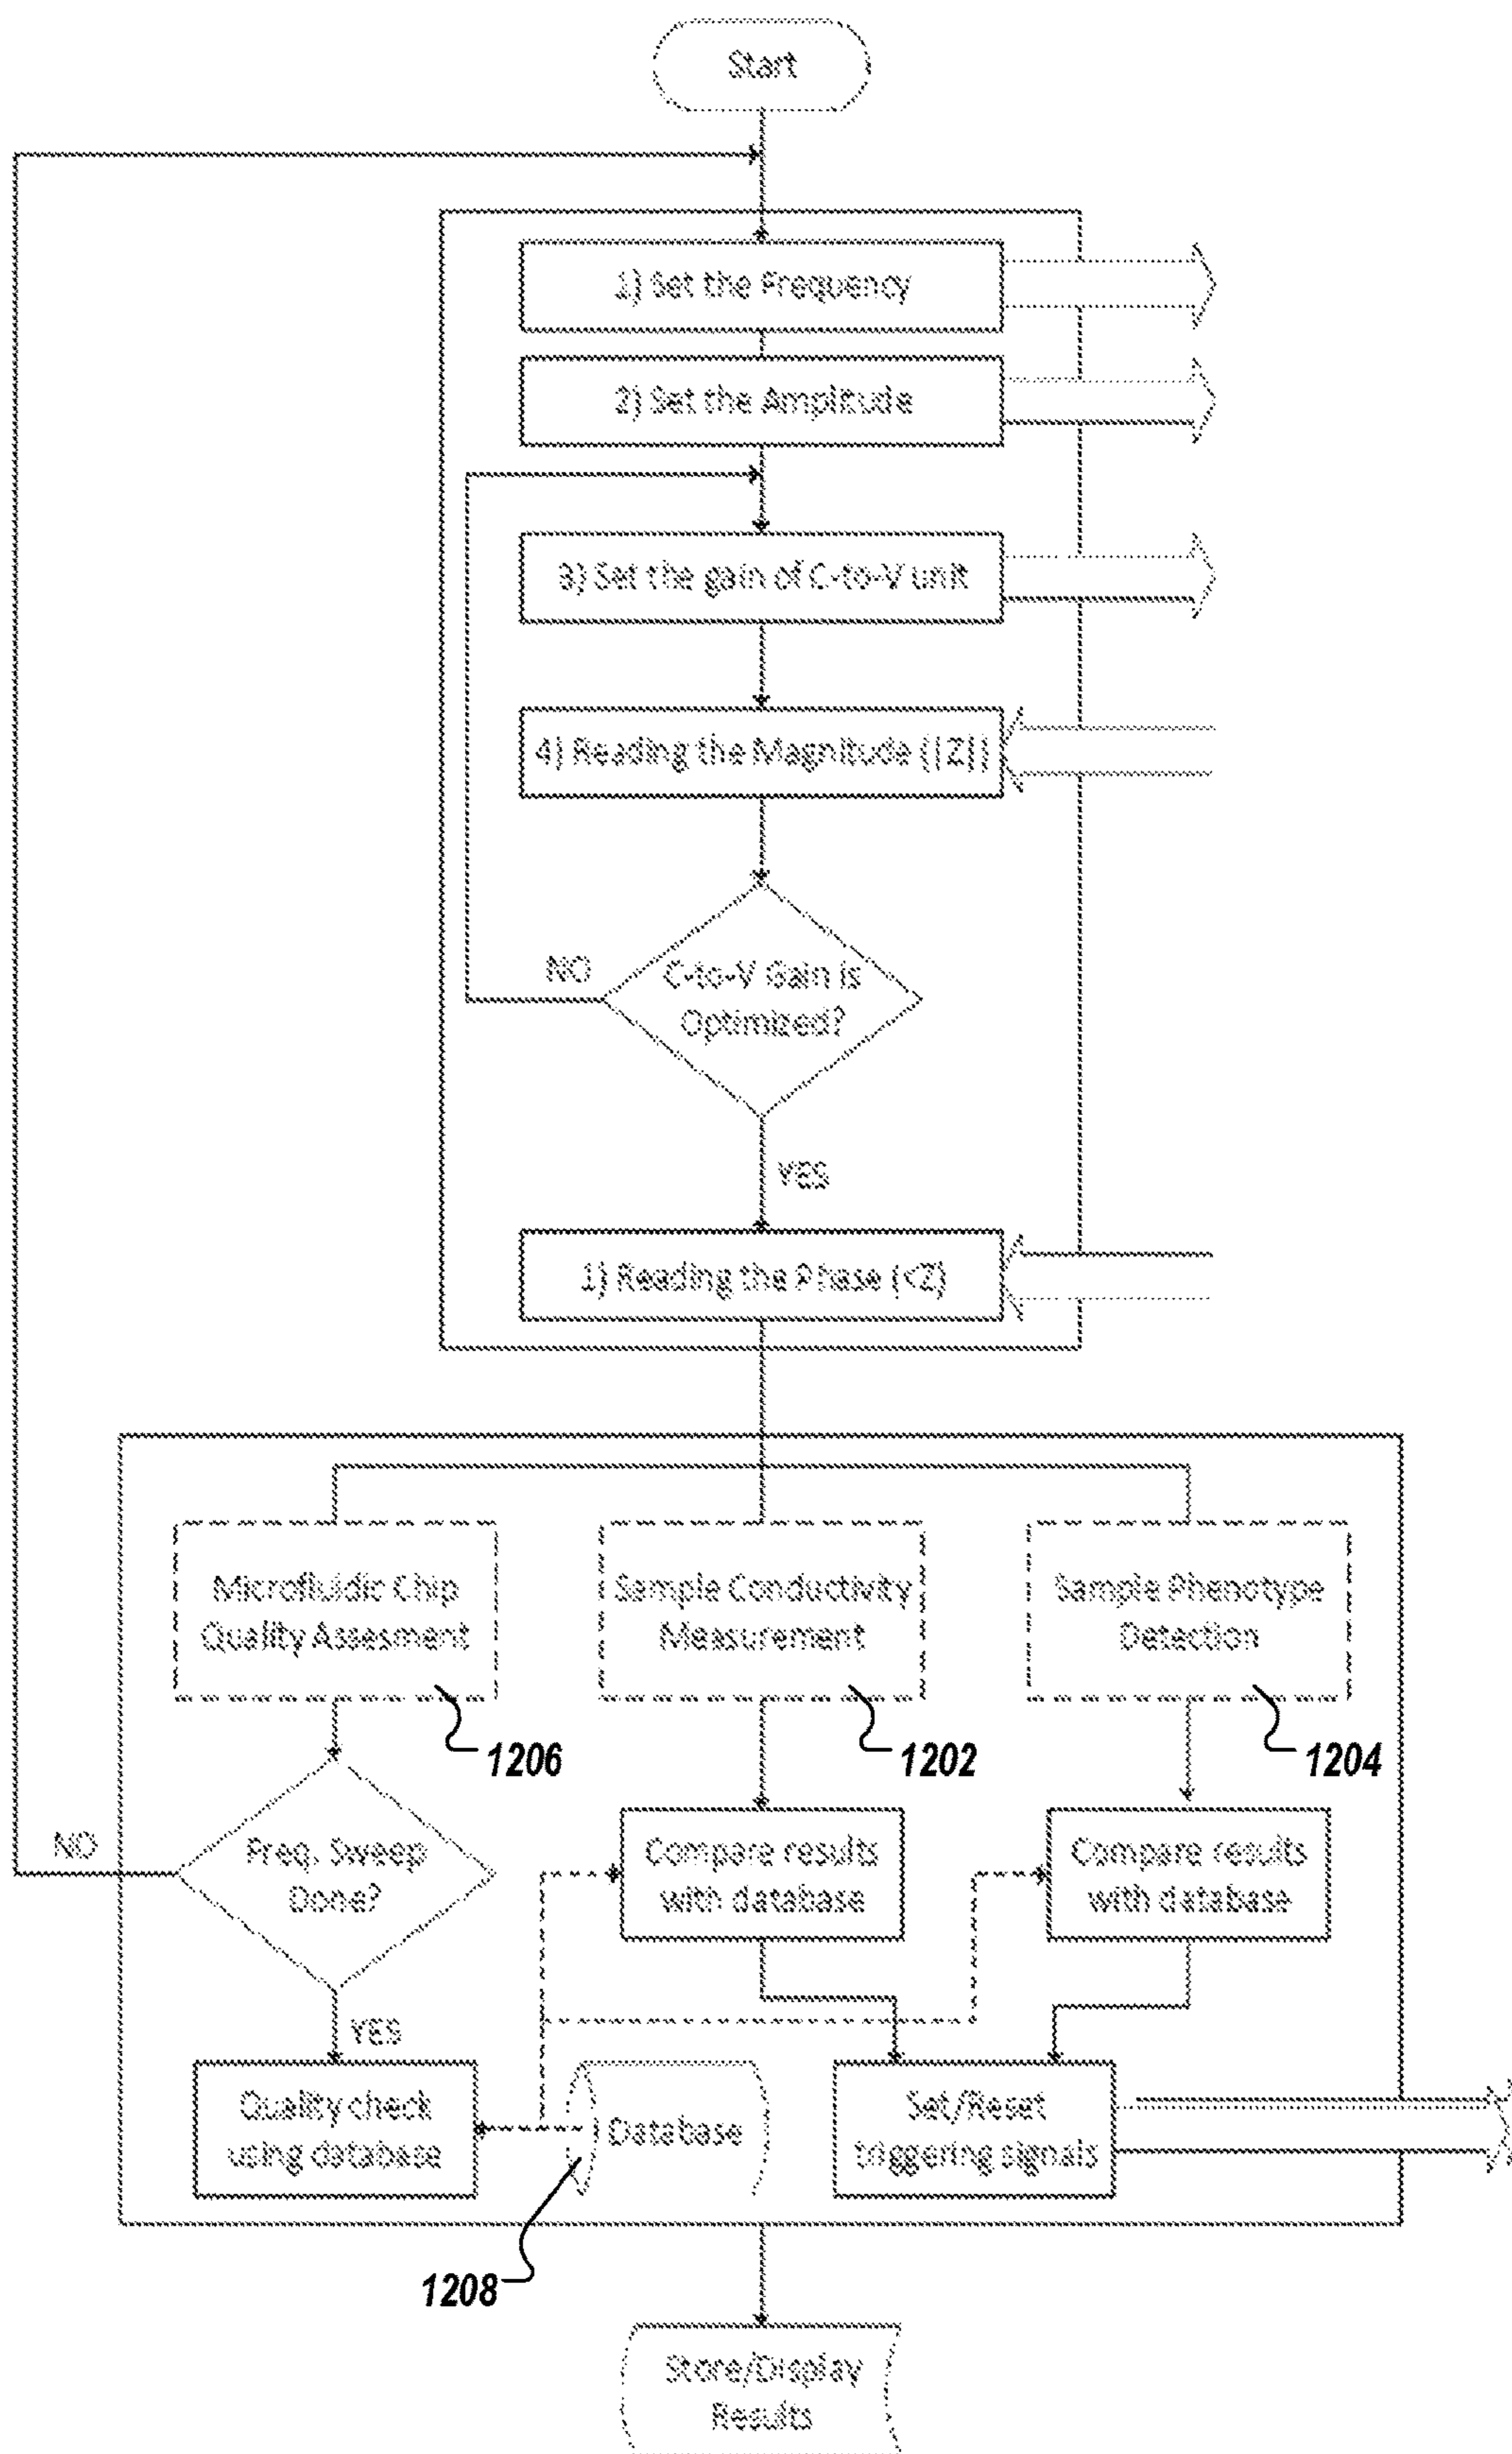 Start
1) Set the Frequency
2) Set the Amplitude
3) Set the gain of C-to-V unit
4) Reading the Magnitude (|Z|)
NO
C-to-V Gain is
Optimized?
YES
1) Reading the Phase (<Z)
Microfluidic Chip
Quality Assesment
Sample Conductivity
Measurement
Sample Phenotype
Detection
1206
1202
1204
NO
Freq. Sweep
Done?
Compare results
with database
Compare results
with database
YES
Quality check
using database
Database
Set/Reset
triggering signals
1208
Store/Display
Results